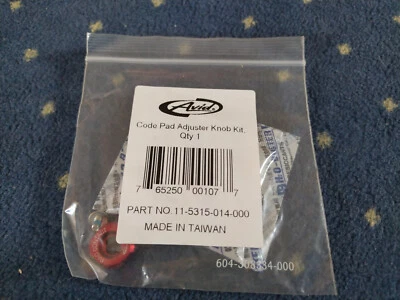 Avid.
Code Pad Adjuster Knob Kit.
Qty 1
7 65250 00107 7
PART NO. 11-5315-014-000
MADE IN TAIWAN